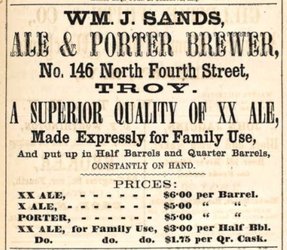 WM. J. SANDS,
ALE & PORTER BREWER,
No. 146 North Fourth Street,
TROY.
A SUPERIOR QUALITY OF XX ALE,
Made Expressly for Family Use,
And put up in Half Barrels and Quarter Barrels,
CONSTANTLY ON HAND.
PRICES:
XX ALE, - - - - - $6·00 per Barrel.
X ALE, - - - - - $5·00 " "
PORTER, - - - - - $5·00 " "
XX ALE, for Family Use, $3·00 per Half Bbl.
Do. do. do. $1.75 per Qr. Cask.